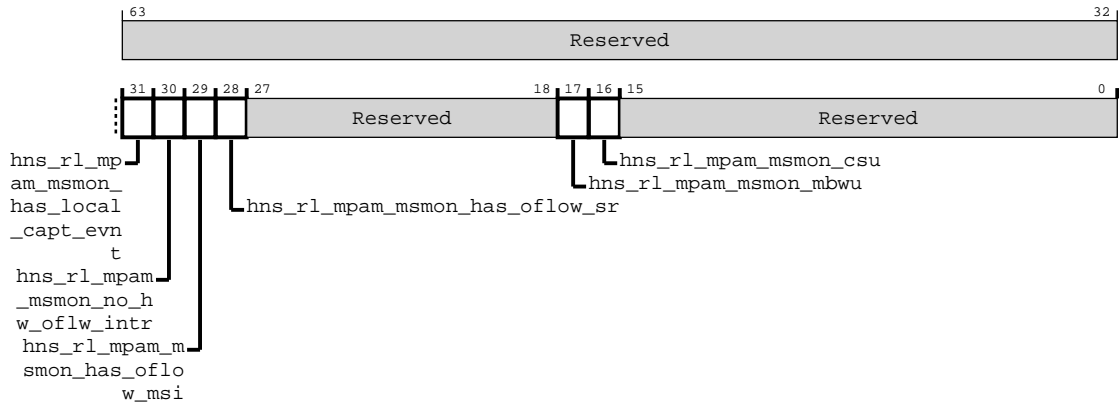 63 32
Reserved
31 30 29 28 27 18 17 16 15 0
Reserved Reserved
hns_rl_mp
am_msmon_
has_local
_capt_evn
t
hns_rl_mpam_msmon_csu
hns_rl_mpam_msmon_mbwu
hns_rl_mpam_msmon_has_oflow_sr
hns_rl_mpam
_msmon_no_h
w_oflw_intr
hns_rl_mpam_m
smon_has_oflo
w_msi